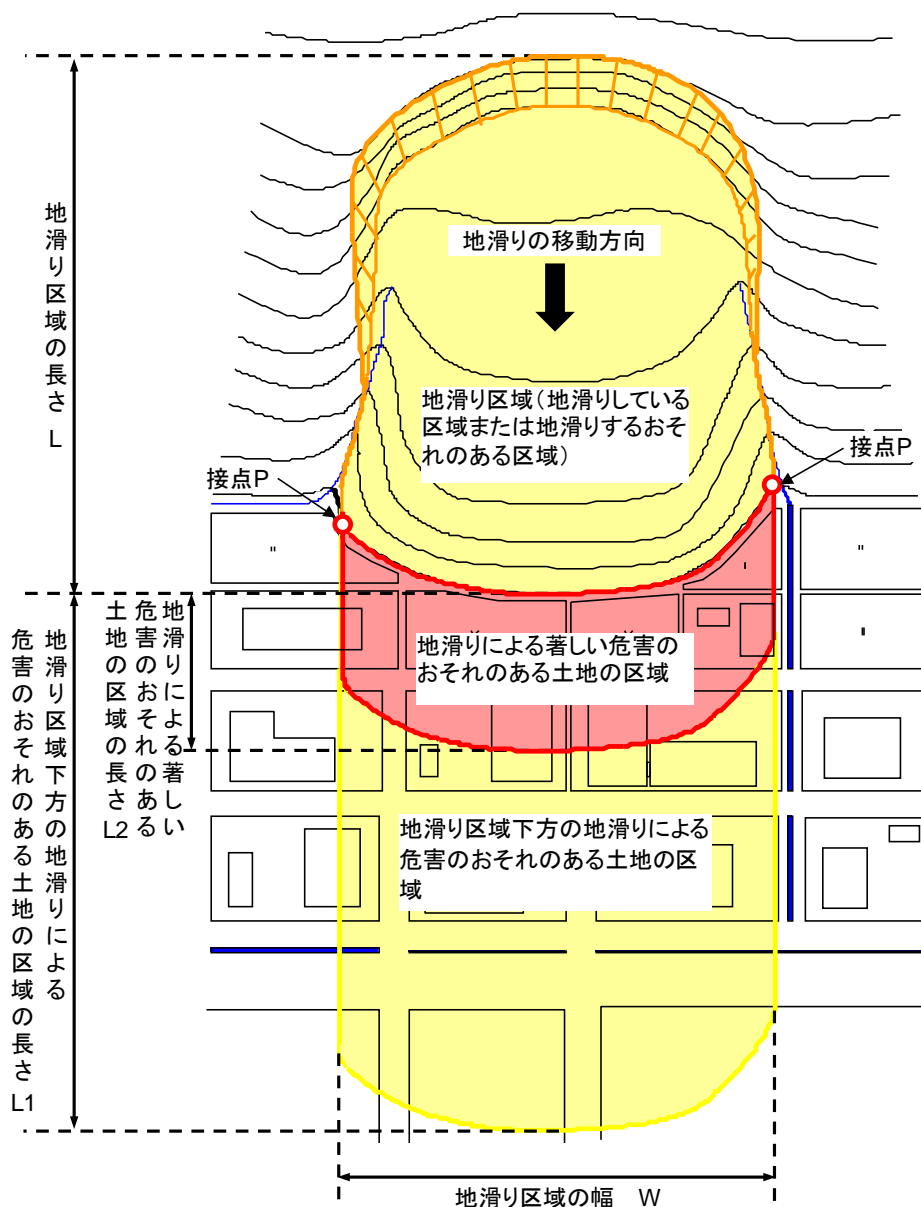 地滑りの移動方向
地滑り区域の長さ L
地滑り区域(地滑りしている
区域または地滑りするおそ
れのある区域)
接点P
接点P
地滑りによる著しい
危害のおそれのある
土地の区域の長さL2
地滑り区域下方の地滑りによる
危害のおそれのある土地の区域の長さ L1
地滑りによる著しい危害の
おそれのある土地の区域
地滑り区域下方の地滑りによる
危害のおそれのある土地の区
域
地滑り区域の幅 W